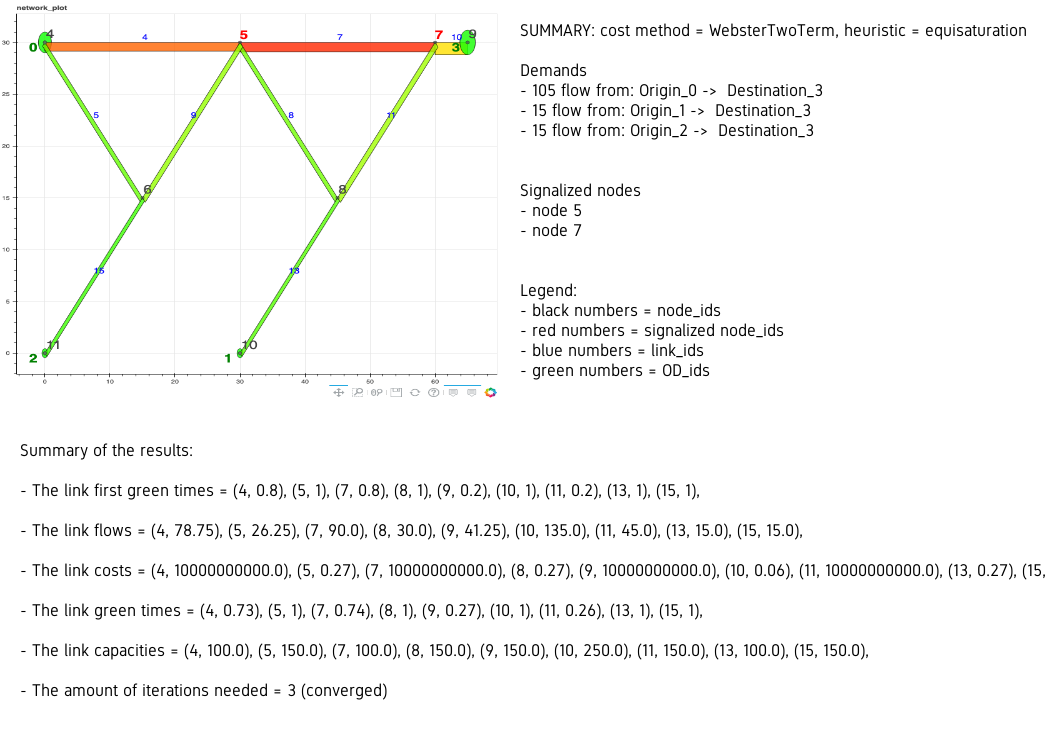 network_plot
4
0
4
5
7
7
10
3
9
30
25
20
15
10
5
0
5
9
8
11
6
8
15
13
2
11
1
10
0
10
20
30
40
50
60
SUMMARY: cost method = WebsterTwoTerm, heuristic = equisaturation
Demands
- 105 flow from: Origin_0 -> Destination_3
- 15 flow from: Origin_1 -> Destination_3
- 15 flow from: Origin_2 -> Destination_3
Signalized nodes
- node 5
- node 7
Legend:
- black numbers = node_ids
- red numbers = signalized node_ids
- blue numbers = link_ids
- green numbers = OD_ids
Summary of the results:
- The link first green times = (4, 0.8), (5, 1), (7, 0.8), (8, 1), (9, 0.2), (10, 1), (11, 0.2), (13, 1), (15, 1),
- The link flows = (4, 78.75), (5, 26.25), (7, 90.0), (8, 30.0), (9, 41.25), (10, 135.0), (11, 45.0), (13, 15.0), (15, 15.0),
- The link costs = (4, 10000000000.0), (5, 0.27), (7, 10000000000.0), (8, 0.27), (9, 10000000000.0), (10, 0.06), (11, 10000000000.0), (13, 0.27), (15,
- The link green times = (4, 0.73), (5, 1), (7, 0.74), (8, 1), (9, 0.27), (10, 1), (11, 0.26), (13, 1), (15, 1),
- The link capacities = (4, 100.0), (5, 150.0), (7, 100.0), (8, 150.0), (9, 150.0), (10, 250.0), (11, 150.0), (13, 100.0), (15, 150.0),
- The amount of iterations needed = 3 (converged)